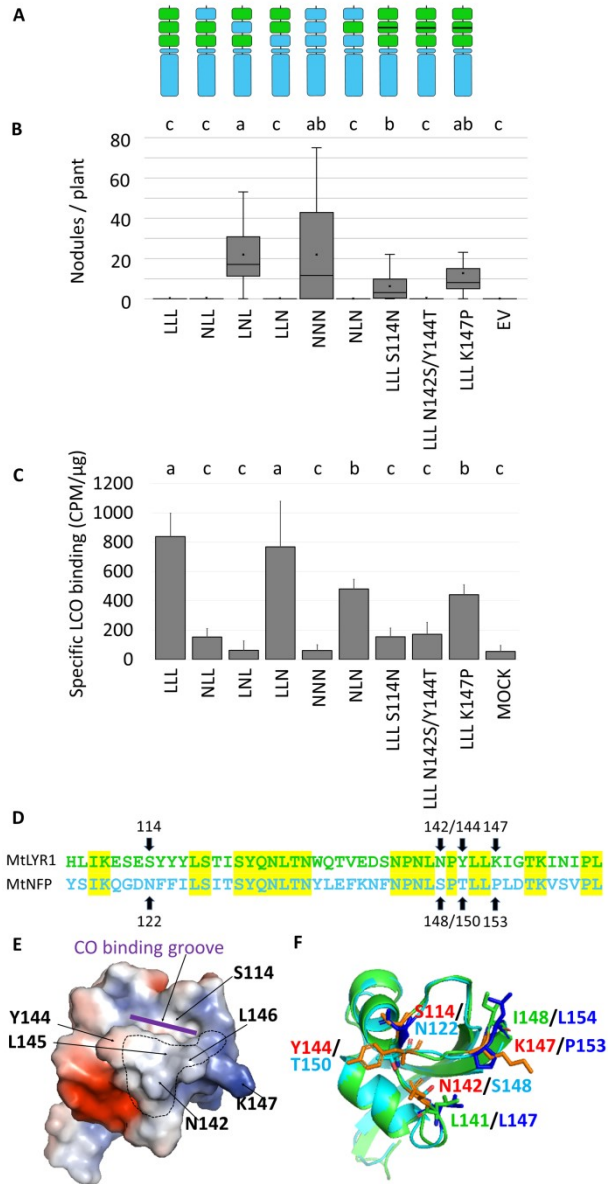 A
B
c c a c ab c b c ab c
80
60
40
20
0
Nodules / plant
LLL
NLL
LNL
LLN
NNN
NLN
LLL S114N
LLL N142S/Y144T
LLL K147P
EV
C
a c c a c b c c b c
1200
1000
800
600
400
200
0
Specific LCO binding (CPM/µg)
LLL
NLL
LNL
LLN
NNN
NLN
LLL S114N
LLL N142S/Y144T
LLL K147P
MOCK
D
114 142/144 147
MtLYR1 HLIKESESYYYLSTISYQNLTNWQTVEDSNPNLNPYLLKIGTKINIPL
MtNFP YSIKQGDNFFILSITSYQNLTNYLEFKNFNPNLSPTLLPLDTKVSVPL
122 148/150 153
E
CO binding groove
S114
Y144
L145
L146
K147
N142
F
S114/
N122
I148/L154
K147/P153
Y144/
T150
N142/S148
L141/L147